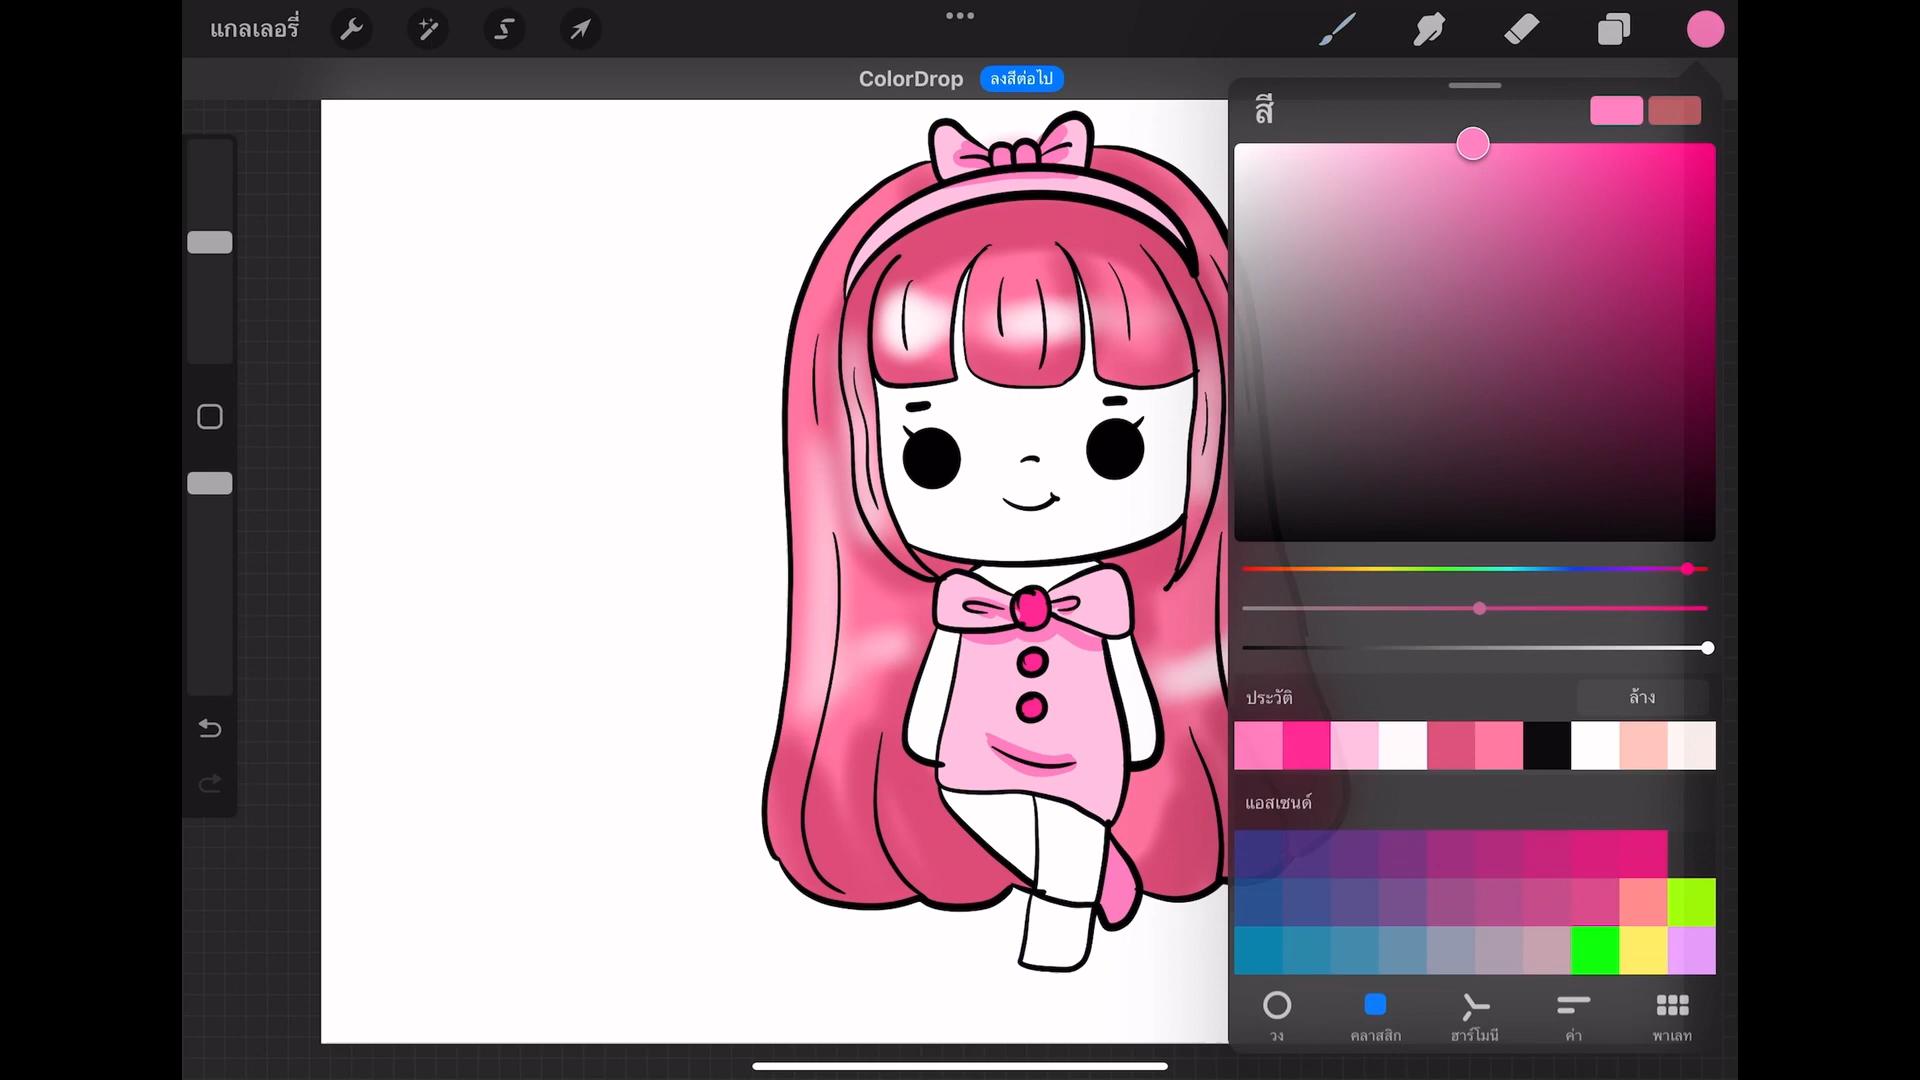 แกลเลอรี่
ColorDrop ลงสีต่อไป
สี
ประวัติ ล้าง
แอสเซนด์
วง คลาสสิก ฮาร์โมนี ค่า พาเลท